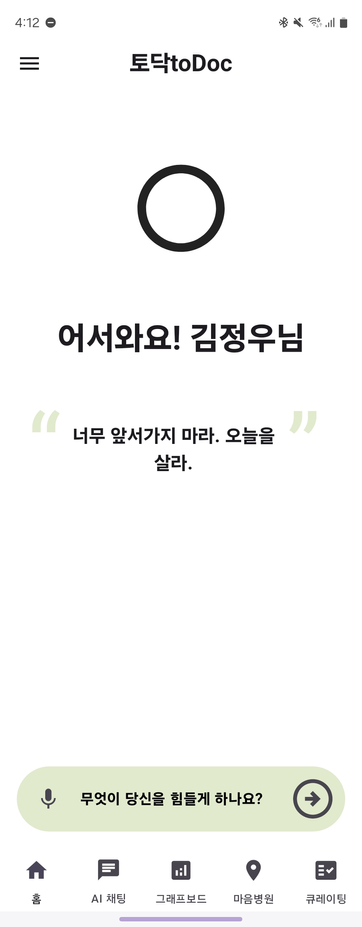 4:12
토닥toDoc
어서와요! 김정우님
“ 너무 앞서가지 마라. 오늘을 ”
살라.
무엇이 당신을 힘들게 하나요?
홈 AI 채팅 그래프보드 마음병원 큐레이팅